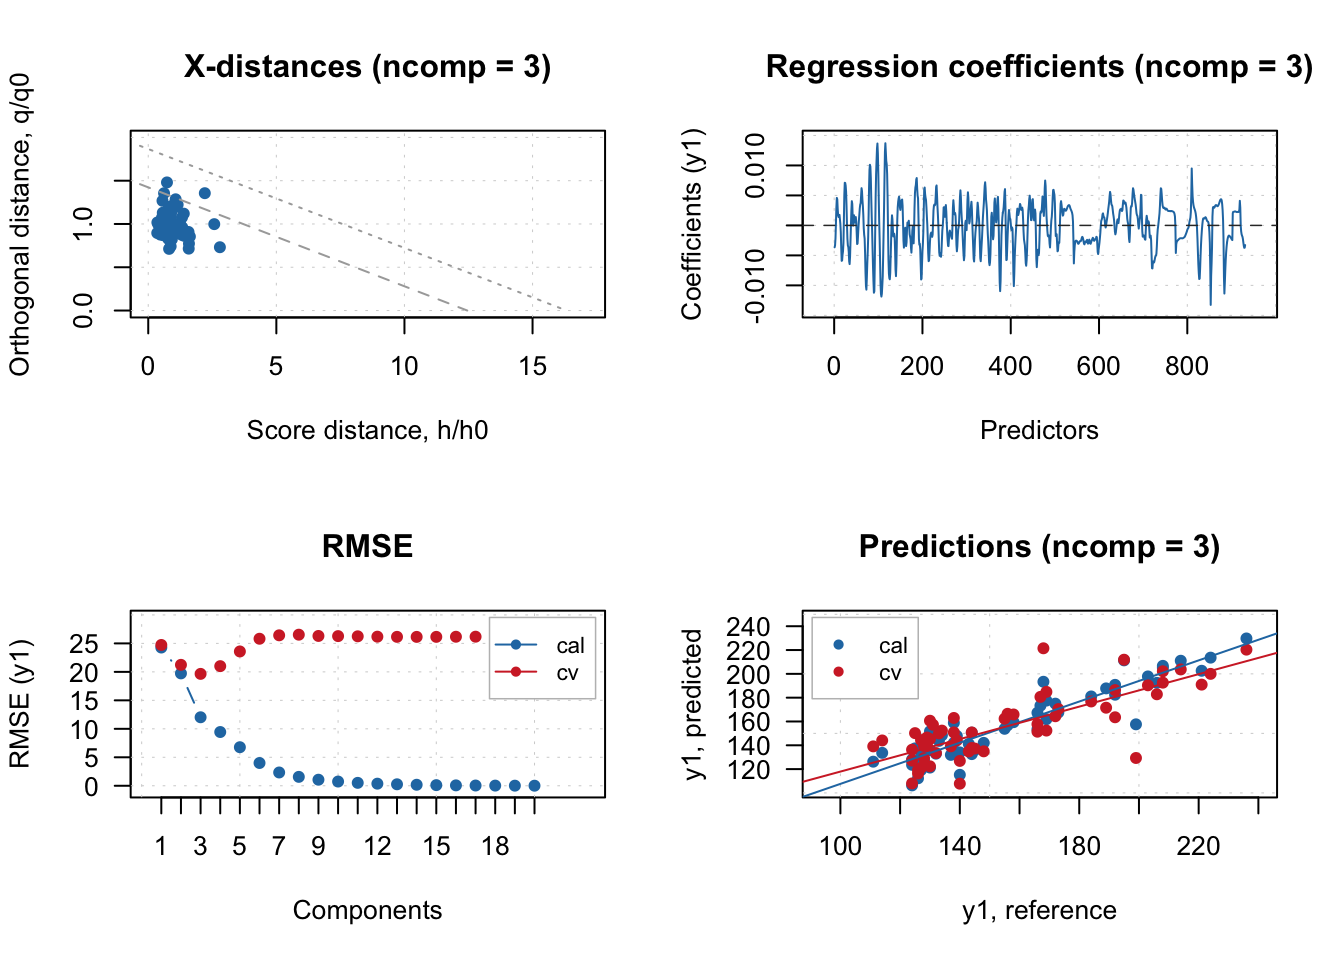 X-distances (ncomp = 3)
Orthogonal distance, q/q0
0.0 1.0
0 5 10 15
Score distance, h/h0
Regression coefficients (ncomp = 3)
Coefficients (y1)
-0.010 0.010
0 200 400 600 800
Predictors
RMSE
RMSE (y1)
25
20
15
10
5
0
cal
cv
1 3 5 7 9 12 15 18
Components
Predictions (ncomp = 3)
y1, predicted
240
220
200
180
160
140
120
cal
cv
100 140 180 220
y1, reference